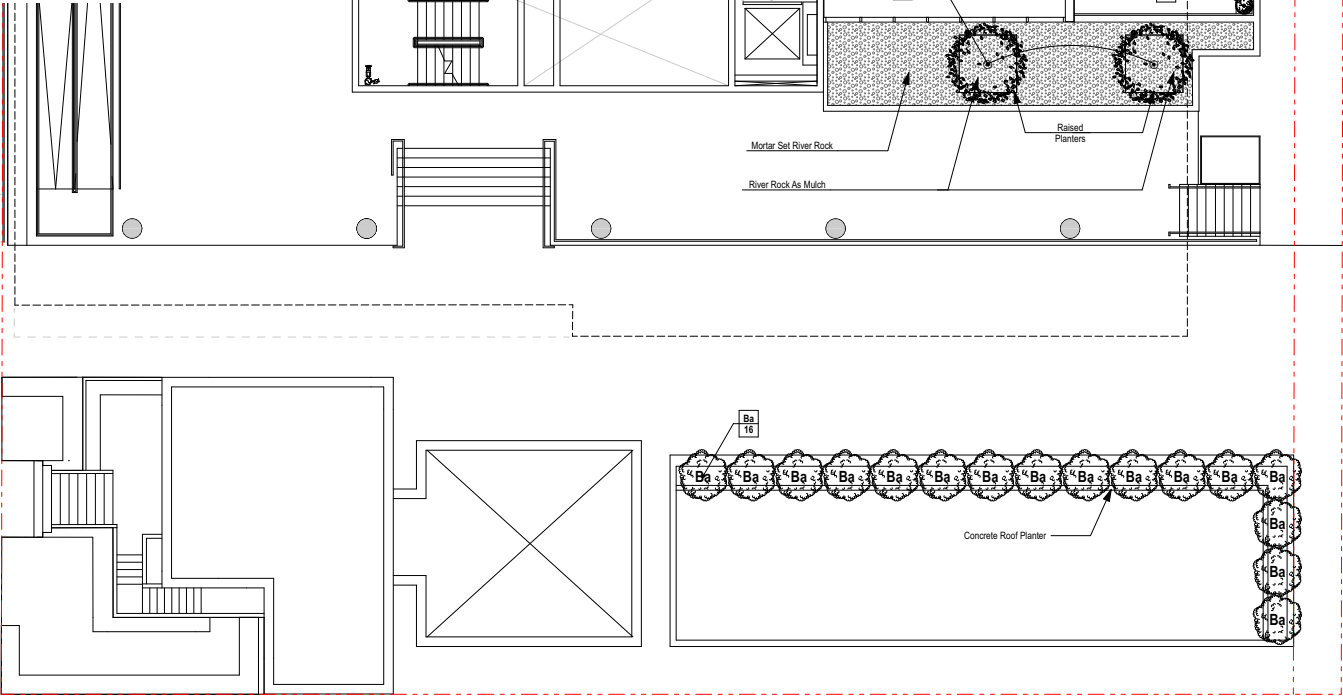 Raised
Planters
Mortar Set River Rock
River Rock As Mulch
Ba
16
Ba Ba Ba Ba Ba Ba Ba Ba Ba Ba Ba Ba Ba
Ba
Concrete Roof Planter
Ba
Ba